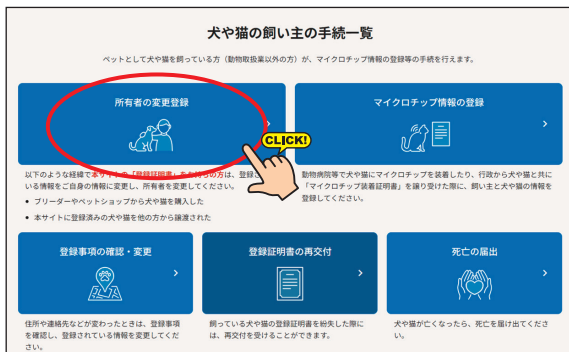 犬や猫の飼い主の手続一覧
ペットとして犬や猫を飼っている方（動物取扱業以外の方）が、マイクロチップ情報の登録等の手続を行えます。
所有者の変更登録
CLICK!
以下のような経緯で本サイトの「登録証明書」をお持ちの方は、登録さ
いる情報をご自身の情報に変更し、所有者を変更してください。
• ブリーダーやペットショップから犬や猫を購入した
• 本サイトに登録済みの犬や猫を他の方から譲渡された
マイクロチップ情報の登録
動物病院等で犬や猫にマイクロチップを装着したり、行政から犬や猫と共に
「マイクロチップ装着証明書」を譲り受けた際に、飼い主と犬や猫の情報を
登録してください。
登録事項の確認・変更
住所や連絡先などが変わったときは、登録事項
を確認し、登録されている情報を変更してくだ
さい。
登録証明書の再交付
飼っている犬や猫の登録証明書を紛失した際に
は、再交付を受けることができます。
死亡の届出
犬や猫が亡くなったら、死亡を届け出てくださ
い。